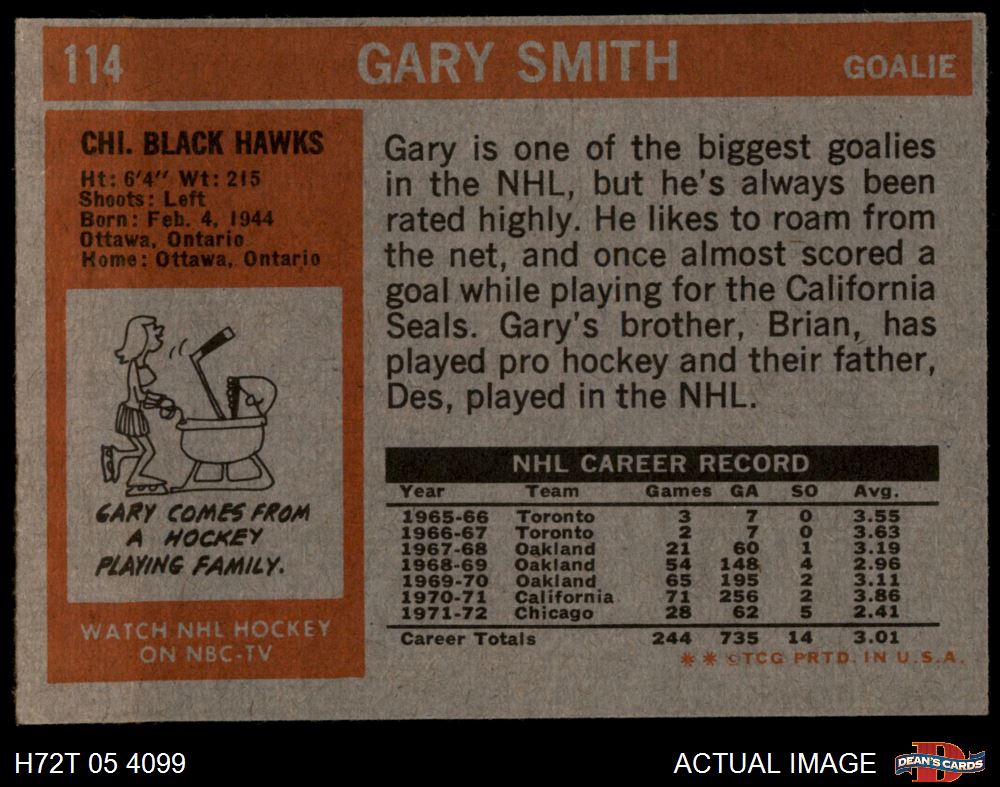 114 GARY SMITH GOALIE
CHI. BLACK HAWKS
Ht: 6'4" Wt: 215
Shoots: Left
Born: Feb. 4, 1944
Ottawa, Ontario
Home: Ottawa, Ontario
GARY COMES FROM
A HOCKEY
PLAYING FAMILY.
WATCH NHL HOCKEY
ON NBC-TV
Gary is one of the biggest goalies
in the NHL, but he's always been
rated highly. He likes to roam from
the net, and once almost scored a
goal while playing for the California
Seals. Gary's brother, Brian, has
played pro hockey and their father,
Des, played in the NHL.
NHL CAREER RECORD
Year Team Games GA SO Avg.
1965-66 Toronto 3 7 0 3.55
1966-67 Toronto 2 7 0 3.63
1967-68 Oakland 21 60 1 3.19
1968-69 Oakland 54 148 4 2.96
1969-70 Oakland 65 195 2 3.11
1970-71 California 71 256 2 3.86
1971-72 Chicago 28 62 5 2.41
Career Totals 244 735 14 3.01
* * ©TCG PRTD. IN U.S.A.
H72T 05 4099 ACTUAL IMAGE D DEAN'S CARDS